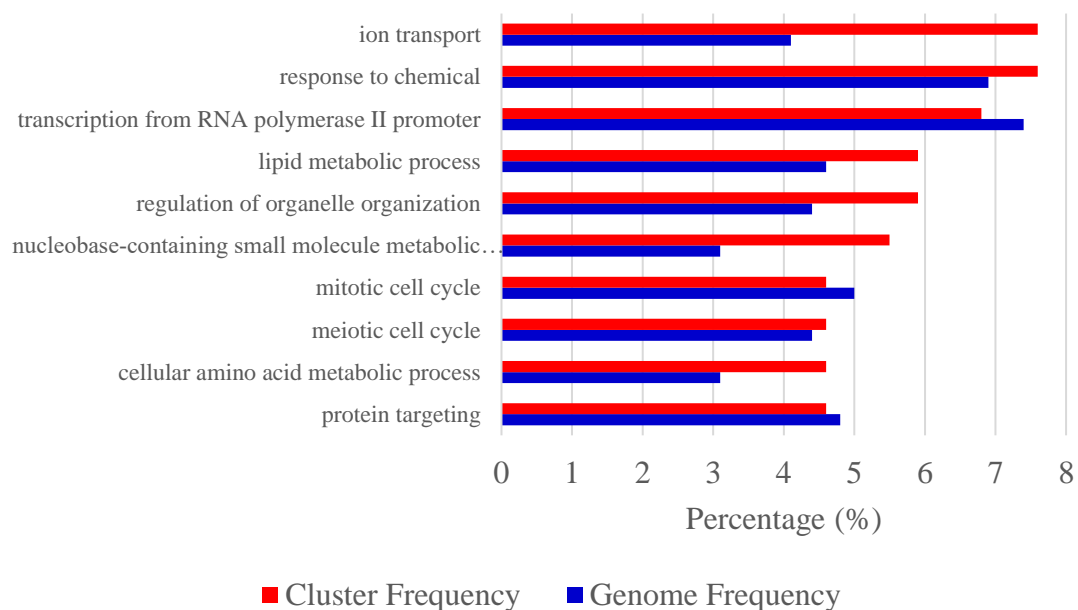 ion transport
response to chemical
transcription from RNA polymerase II promoter
lipid metabolic process
regulation of organelle organization
nucleobase-containing small molecule metabolic…
mitotic cell cycle
meiotic cell cycle
cellular amino acid metabolic process
protein targeting
0 1 2 3 4 5 6 7 8
Percentage (%)
Cluster Frequency Genome Frequency